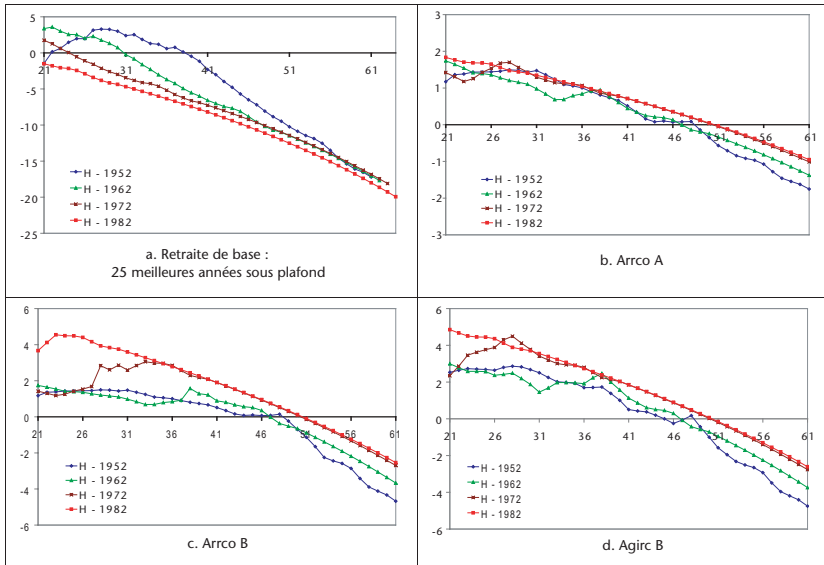 5
0
-5
-10
-15
-20
-25
21 31 41 51 61
H - 1952
H - 1962
H - 1972
H - 1982
a. Retraite de base :
25 meilleures années sous plafond
3
2
1
0
-1
-2
-3
21 26 31 36 41 46 51 56 61
H - 1952
H - 1962
H - 1972
H - 1982
b. Arrco A
6
4
2
0
-2
-4
-6
21 26 31 36 41 46 51 56 61
H - 1952
H - 1962
H - 1972
H - 1982
c. Arrco B
6
4
2
0
-2
-4
-6
21 26 31 36 41 46 51 56 61
H - 1952
H - 1962
H - 1972
H - 1982
d. Agirc B